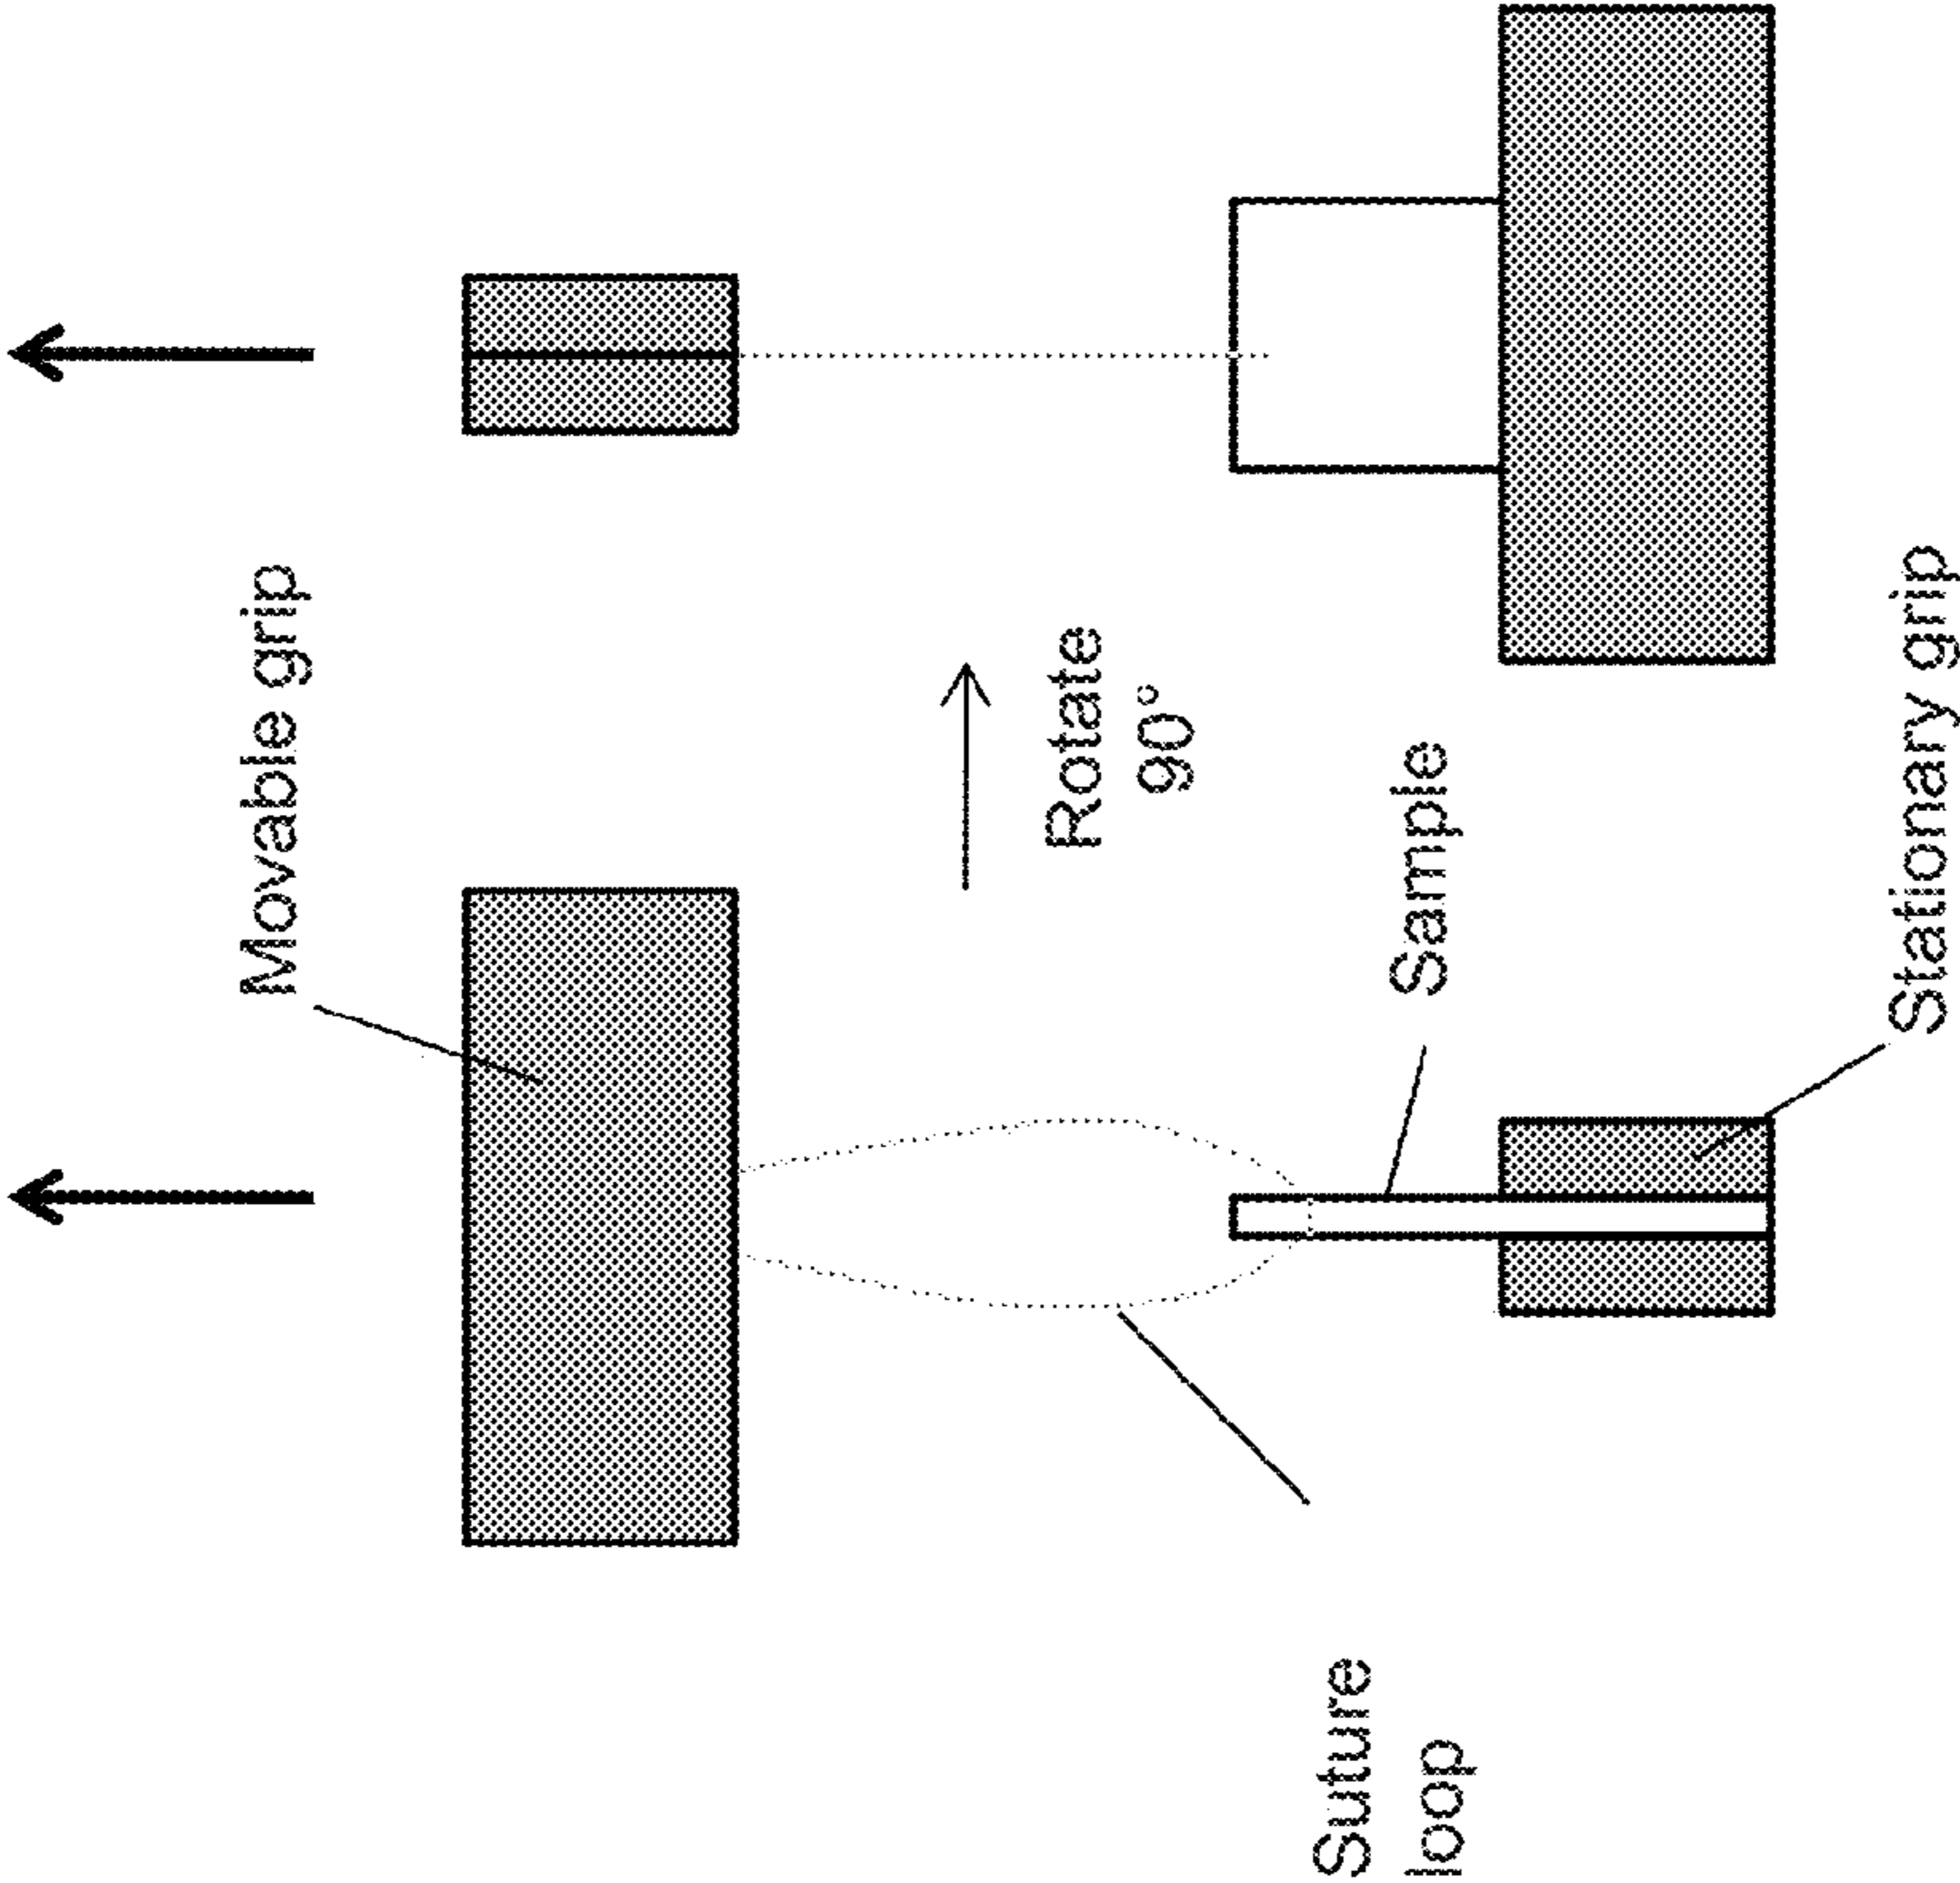 Movable grip
Rotate
90°
Sample
Stationary grip
Suture
loop